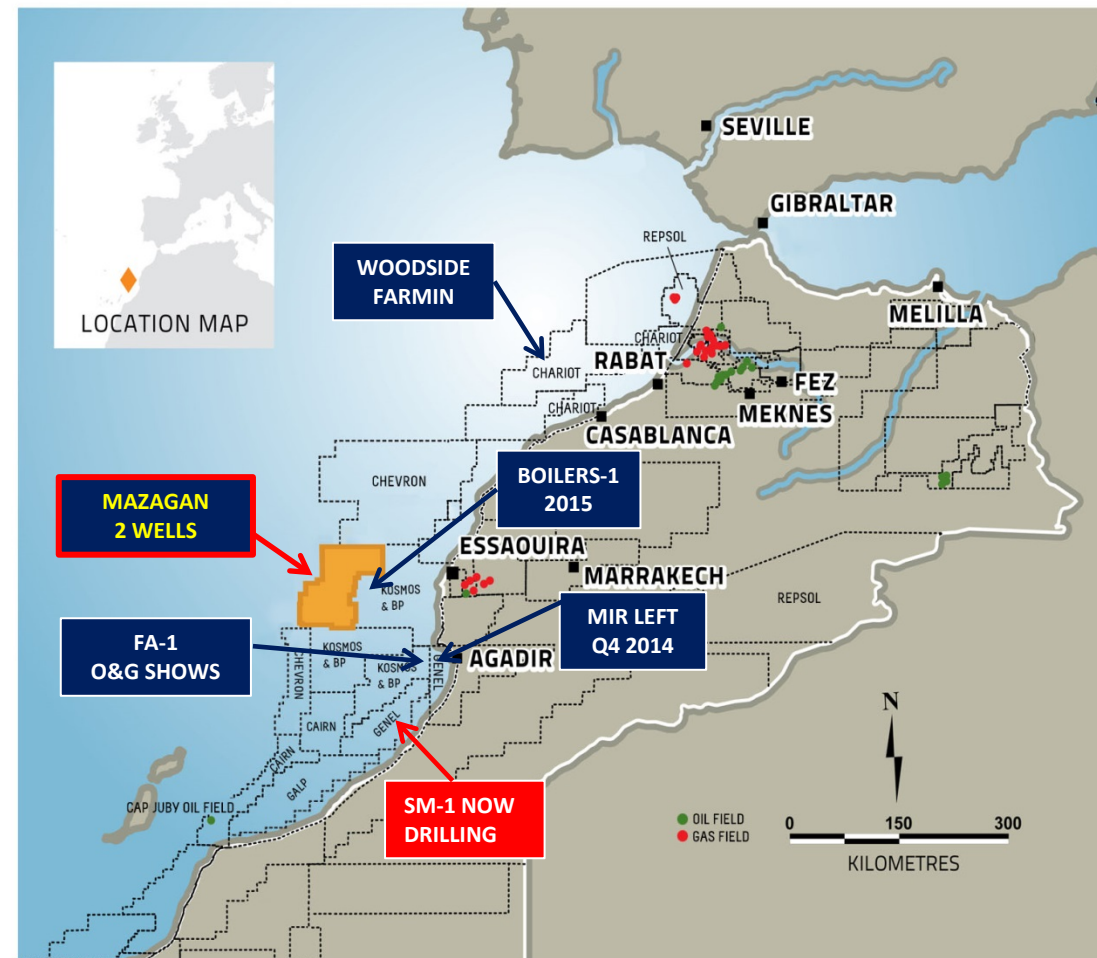 SEVILLE
GIBRALTAR
REPSOL
WOODSIDE
FARMIN
LOCATION MAP
MELILLA
CHARIOT
RABAT
CHARIOT
FEZ
CHARIOT
MEKNES
CASABLANCA
CHEVRON
BOILERS-1
2015
MAZAGAN
2 WELLS
ESSAOUIRA
MARRAKECH
KOSMOS
& BP
REPSOL
MIR LEFT
Q4 2014
FA-1
O&G SHOWS
CHEVRON
KOSMOS
& BP
KOSMOS
& BP
GENEL
AGADIR
CAIRN
GENEL
CAIRN
GALP
CAP JUBY OIL FIELD
SM-1 NOW
DRILLING
N
OIL FIELD
GAS FIELD
0 150 300
KILOMETRES